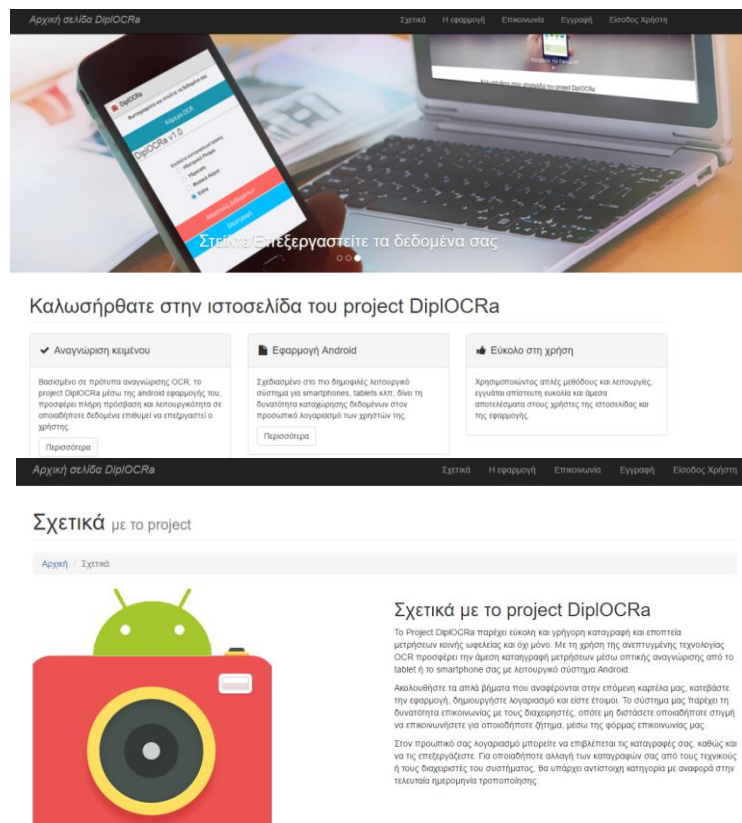 Αρχική σελίδα DiplOCRa
Σχετικά Η εφαρμογή Επικοινωνία Εγγραφή Είσοδος Χρήστη
DiplOCRa
Κάμερα OCR
DiplOCRa v1.0
Στείλτε/Επεξεργαστείτε τα δεδομένα σας
Καλωσήρθατε στην ιστοσελίδα του project DiplOCRa
Αναγνώριση κειμένου
Βασισμένο σε πρότυπα αναγνώρισης OCR, το
project DiplOCRa μέσω της android εφαρμογής του,
προσφέρει πλήρη πρόσβαση και λειτουργικότητα σε
οποιαδήποτε δεδομένα επιθυμεί να επεξργαστεί ο
χρήστης.
Περισσότερα
Εφαρμογή Android
Σχεδιασμένο στο πιο δημοφιλές λειτουργικό
σύστημα για smartphones, tablets κλπ, δίνει τη
δυνατότητα καταχώρησης δεδομένων στον
προσωπικό λογαριασμό των χρηστών της.
Περισσότερα
Εύκολο στη χρήση
Χρησιμοποιώντας απλές μεθόδους και λειτουργίες,
εγγυάται απίστευτη ευκολία και άμεσα
αποτελέσματα στους χρήστες της ιστοσελίδας και
της εφαρμογής.
Αρχική σελίδα DiplOCRa
Σχετικά Η εφαρμογή Επικοινωνία Εγγραφή Είσοδος Χρήστη
Σχετικά με το project
Αρχική / Σχετικά
Σχετικά με το project DiplOCRa
Το Project DiplOCRa παρέχει εύκολη και γρήγορη καταγραφή και εποπτεία
μετρήσεων κοινής ωφελείας και όχι μόνο. Με τη χρήση της ανεπτυγμένης τεχνολογίας
OCR προσφέρει την άμεση καταηγραφή μετρήσεων μέσω οπτικής αναγνώρισης από το
tablet ή το smartphone σας με λειτουργικό σύστημα Android.
Ακολουθήστε τα απλά βήματα που αναφέρονται στην επόμενη καρτέλα μας, κατεβάστε
την εφαρμογή, δημιουργήστε λογαριασμό και είστε έτοιμοι. Το σύστημα μας παρέχει τη
δυνατότητα επικοινωνίας με τους διαχειρηστές, οπότε μη διστάσετε οποιαδήποτε στιγμή
να επικοινωνήσετε για οποιοδήποτε ζήτημα, μέσω της φόρμας επικοινωνίας μας.
Στον προωπικό σας λογαριασμό μπορείτε να επιβλέπεται τις καταγραφές σας, καθώς και
να τις επεξεργάζεστε. Για οποιαδήποτε αλλαγή των καταγραφών σας από τους τεχνικούς
ή τους διαχειριστές του συστήματος, θα υπάρχει αντίστοιχη κατηγορία με αναφορά στην
τελευταία ημερομηνία τροποποίησης.